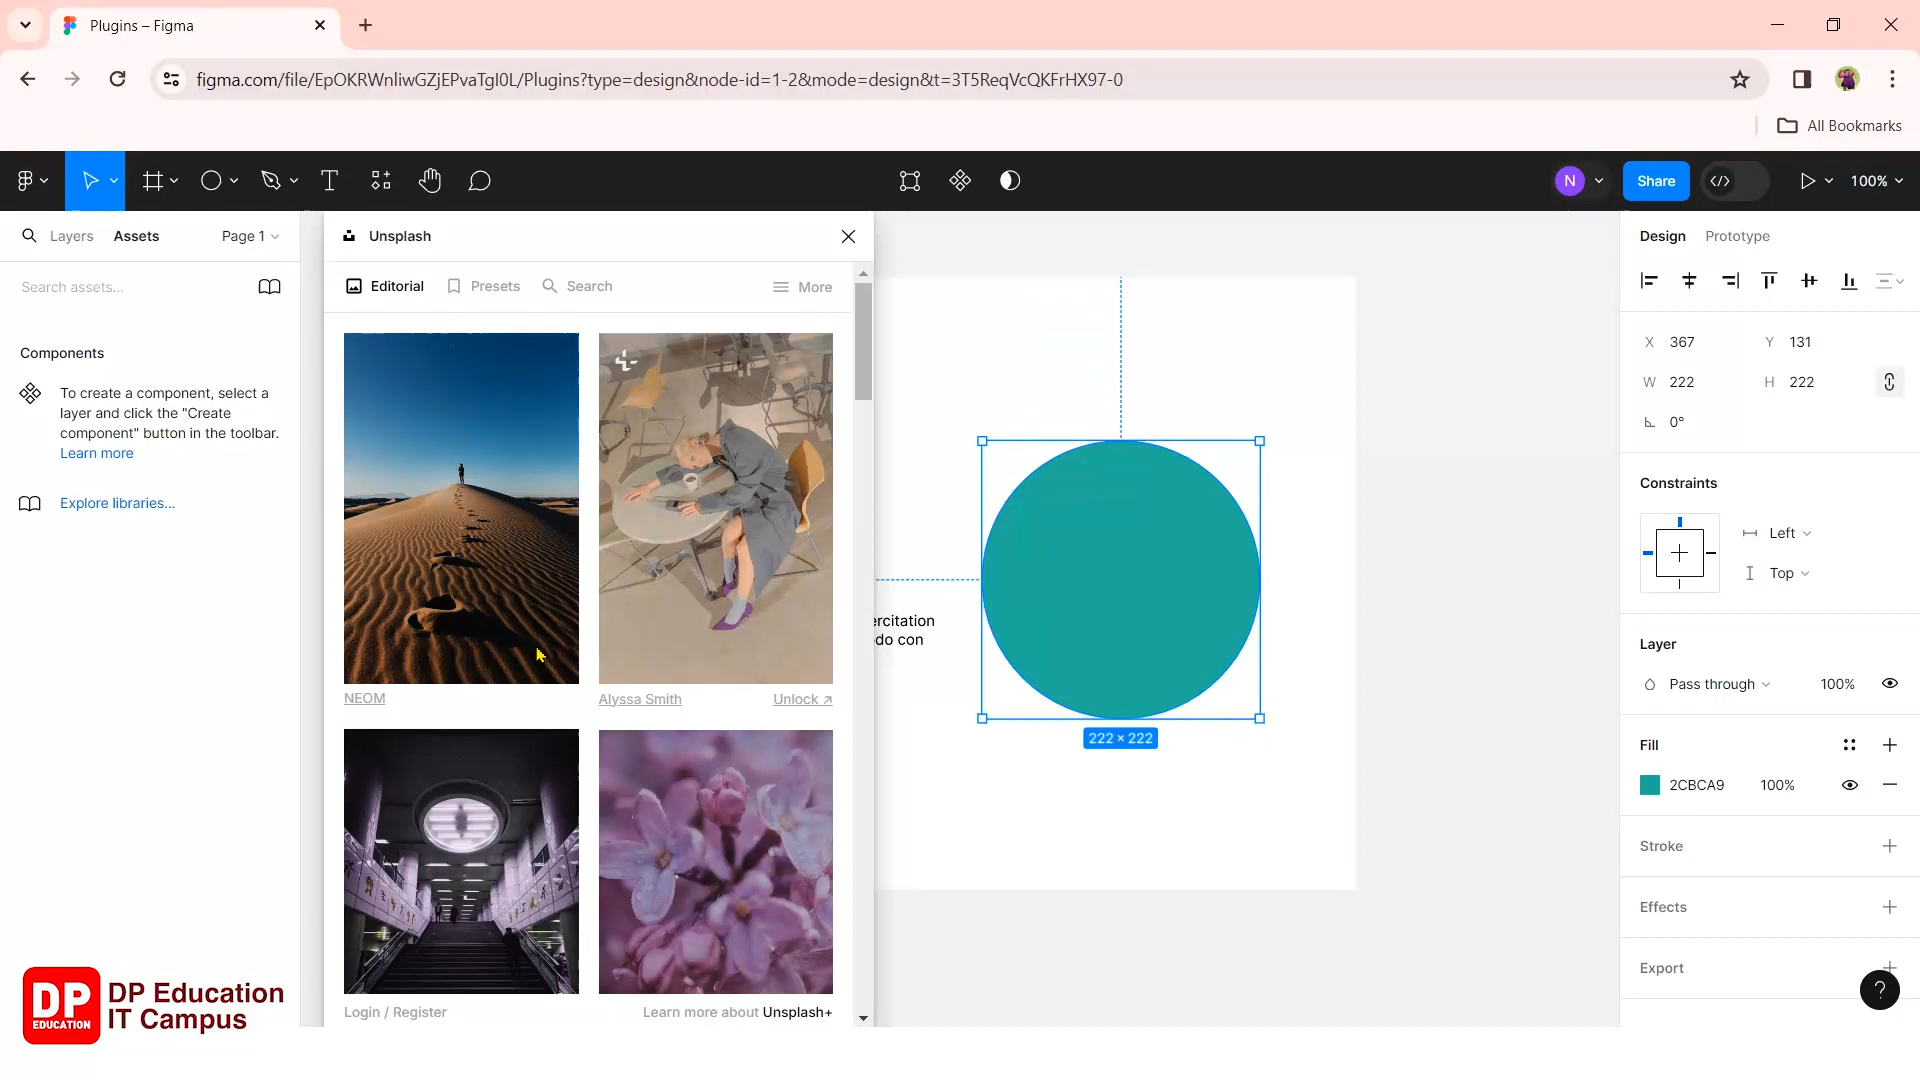 Plugins – Figma
figma.com/file/EpOKRWnliwGZjEPvaTgI0L/Plugins?type=design&node-id=1-2&mode=design&t=3T5ReqVcQKFrHX97-0
All Bookmarks
N
Share
100%
Layers
Assets
Page 1
Search assets...
Components
To create a component, select a
layer and click the "Create
component" button in the toolbar.
Learn more
Explore libraries...
Unsplash
Editorial
Presets
Search
More
NEOM
Alyssa Smith
Unlock ↗
Login / Register
Learn more about Unsplash+
ercitation
do con
222 × 222
Design
Prototype
X 367
Y 131
W 222
H 222
0°
Constraints
Left
Top
Layer
Pass through
100%
Fill
2CBCA9
100%
Stroke
Effects
Export
?
DP
EDUCATION
DP Education
IT Campus